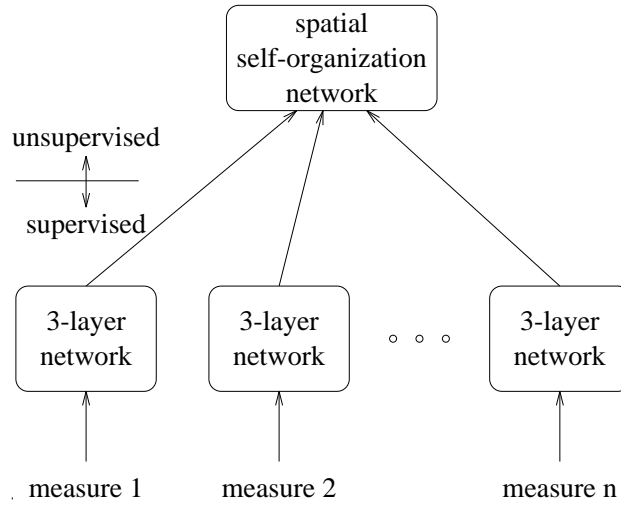 spatial
self-organization
network
unsupervised
supervised
3-layer
network
3-layer
network
3-layer
network
measure 1
measure 2
measure n